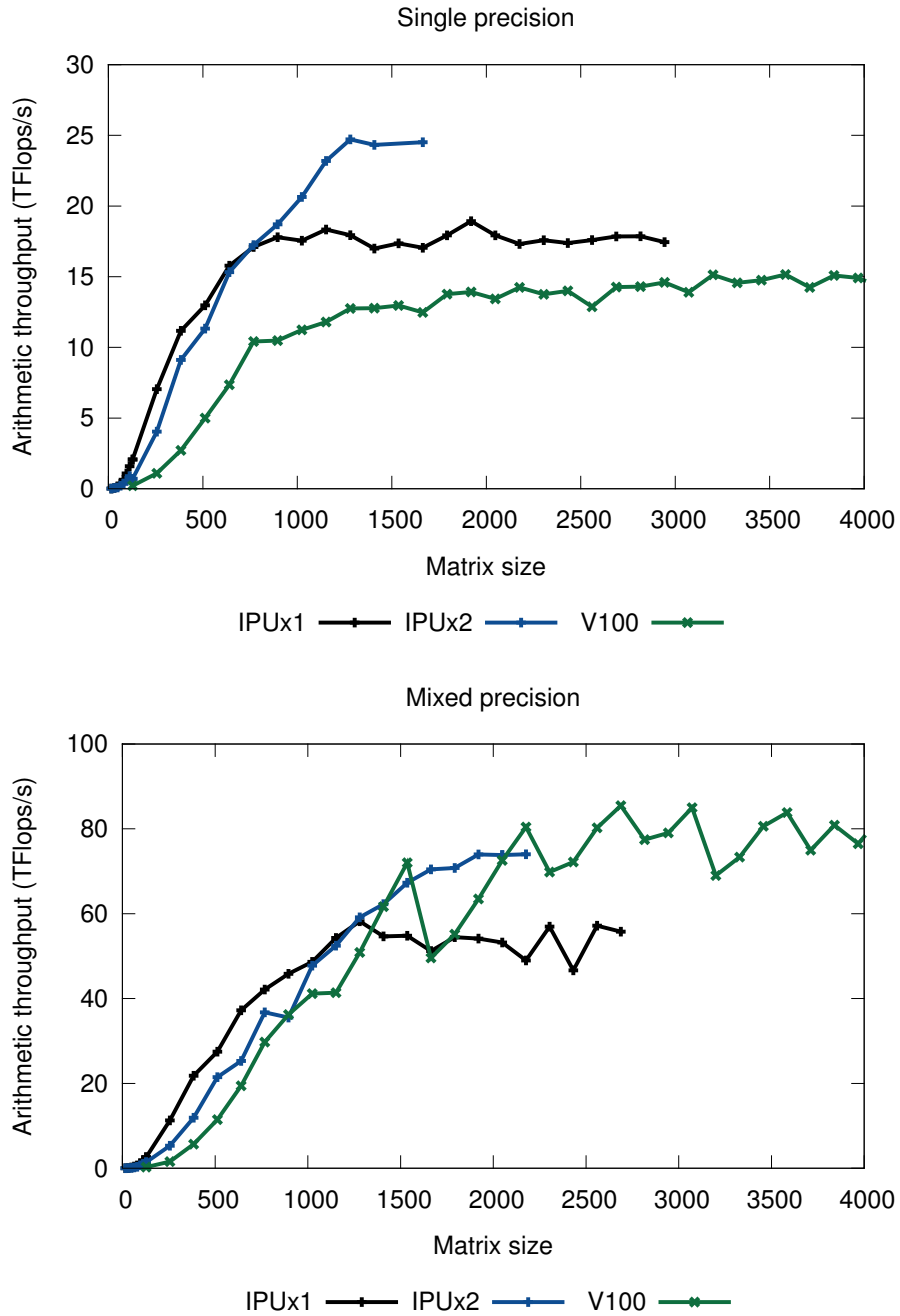 Single precision
Arithmetic throughput (TFlops/s)
30
25
20
15
10
5
0
0 500 1000 1500 2000 2500 3000 3500 4000
Matrix size
IPUx1 IPUx2 V100
Mixed precision
Arithmetic throughput (TFlops/s)
100
80
60
40
20
0
0 500 1000 1500 2000 2500 3000 3500 4000
Matrix size
IPUx1 IPUx2 V100